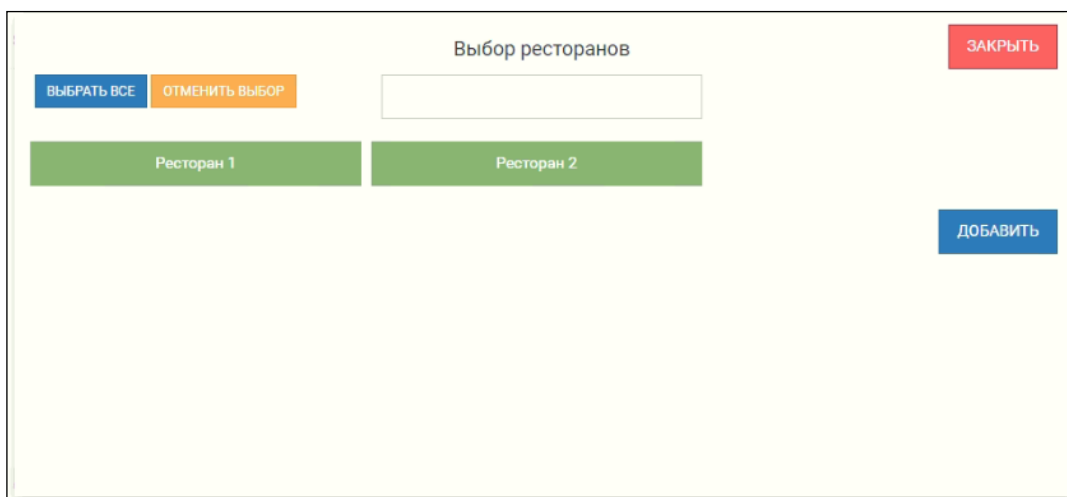 Выбор ресторанов
ЗАКРЫТЬ
ВЫБРАТЬ ВСЕ
ОТМЕНИТЬ ВЫБОР
Ресторан 1
Ресторан 2
ДОБАВИТЬ